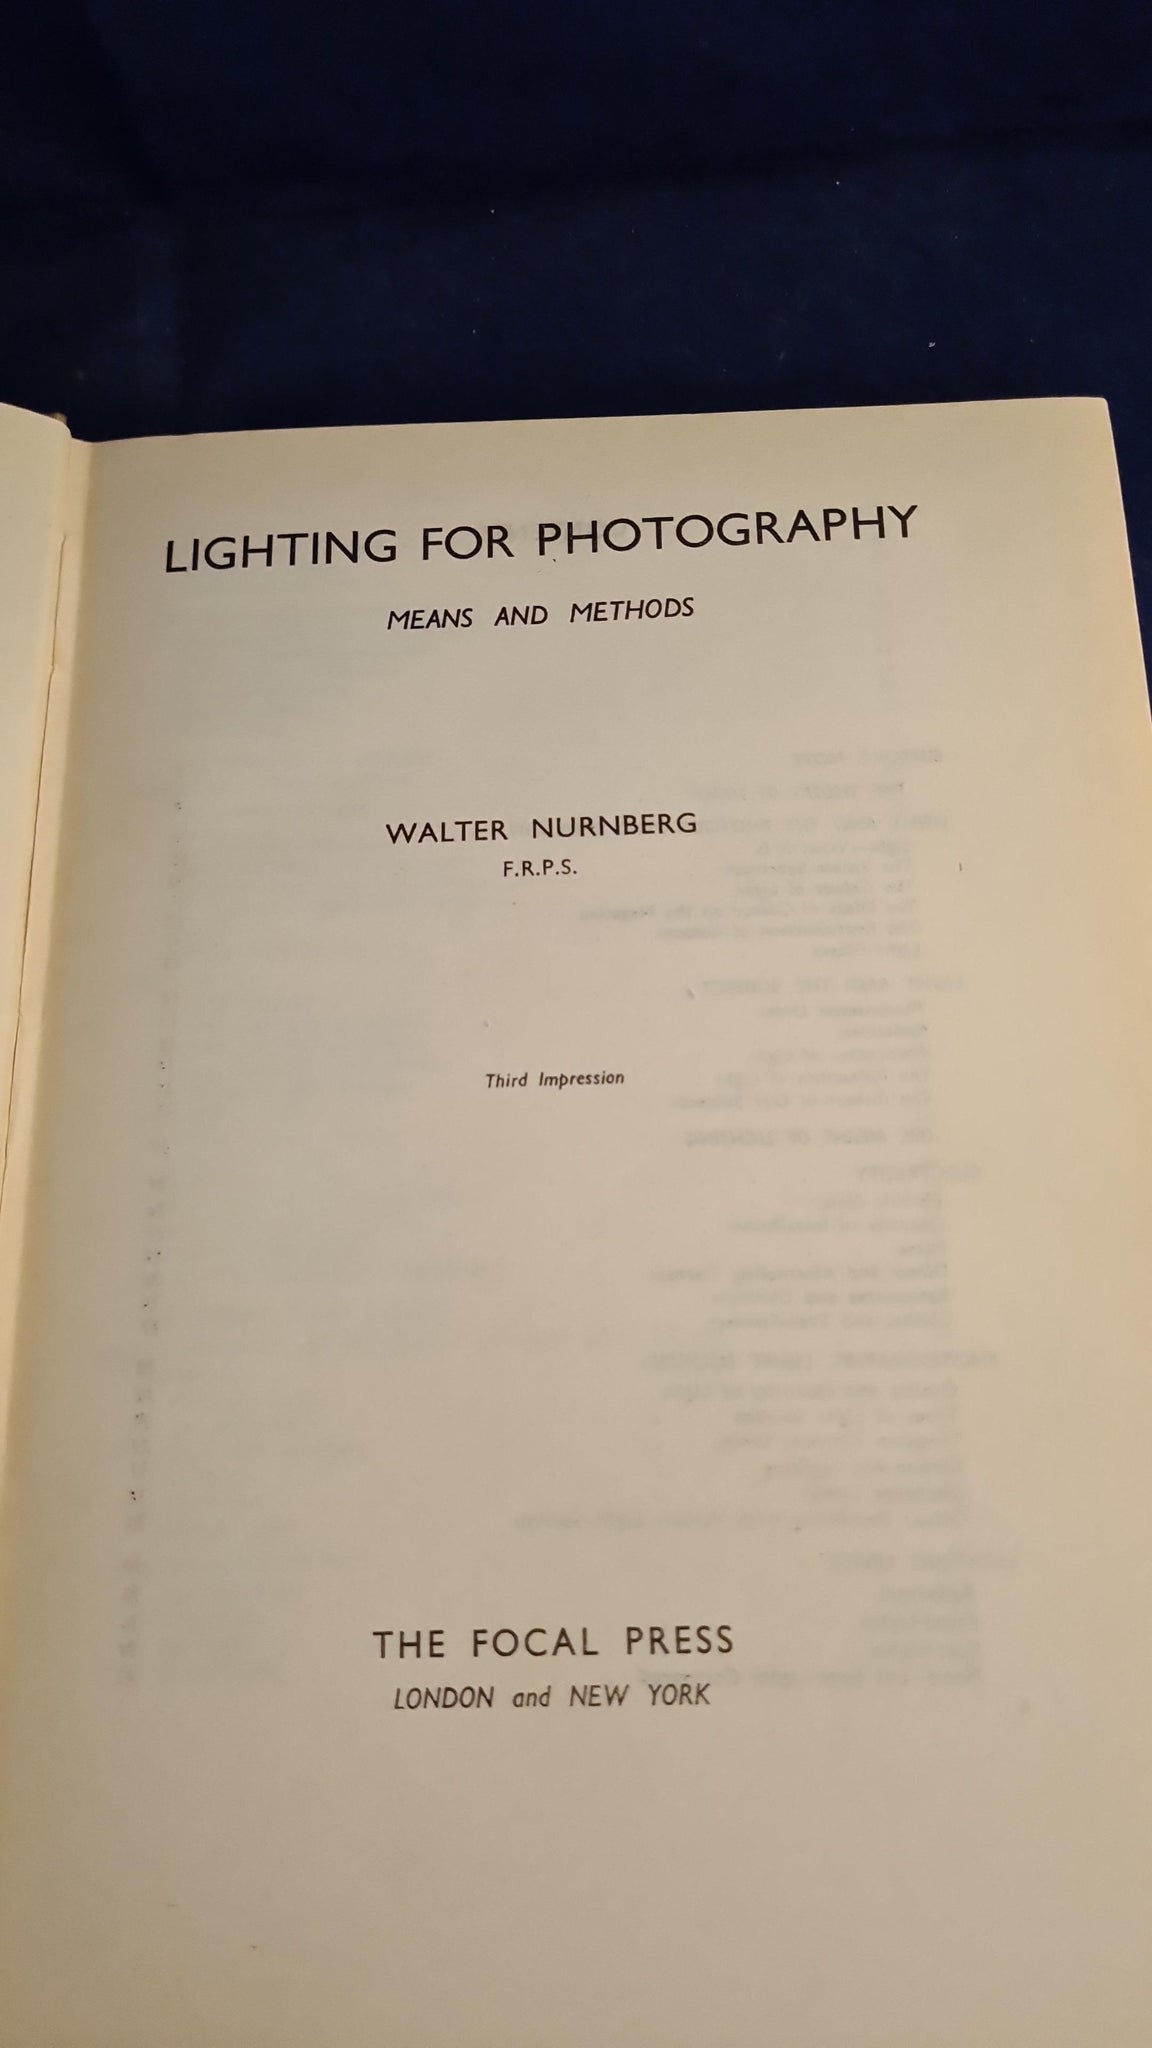 LIGHTING FOR PHOTOGRAPHY
MEANS AND METHODS
WALTER NURNBERG
F.R.P.S.
Third Impression
THE FOCAL PRESS
LONDON and NEW YORK